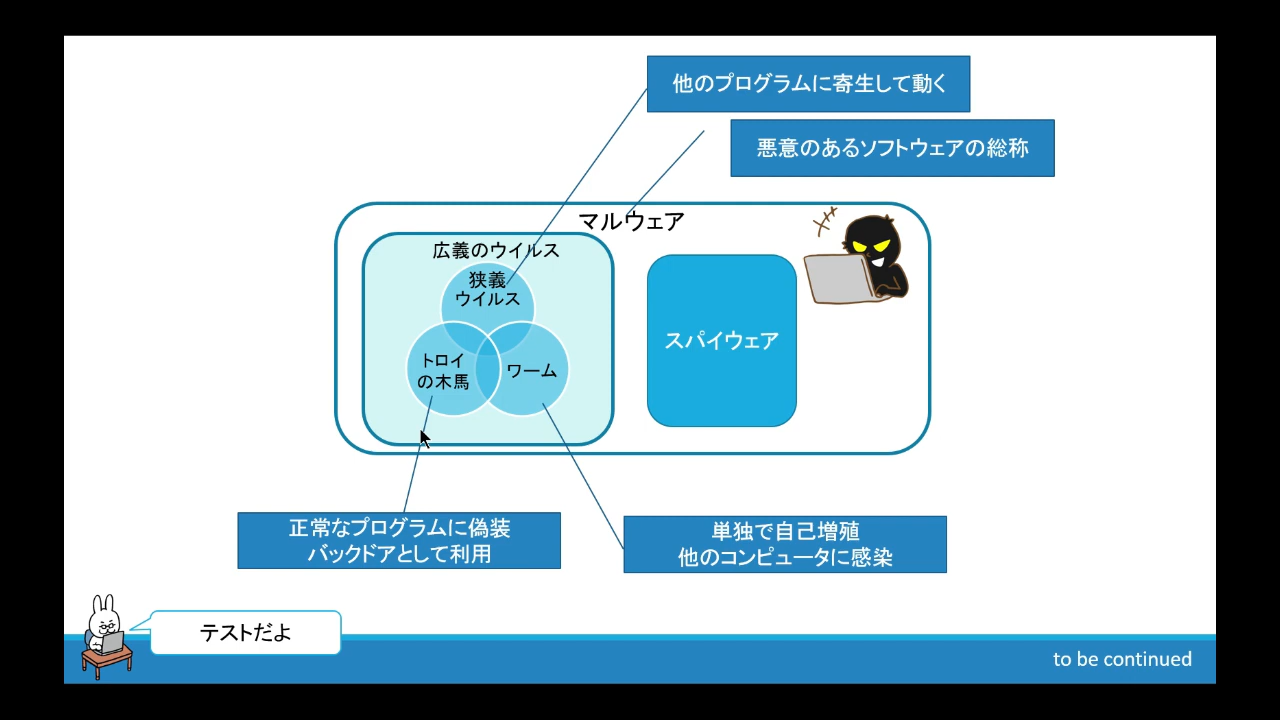 他のプログラムに寄生して動く
悪意のあるソフトウェアの総称
マルウェア
広義のウイルス
狭義
ウイルス
トロイ
の木馬
ワーム
スパイウェア
正常なプログラムに偽装
バックドアとして利用
単独で自己増殖
他のコンピュータに感染
テストだよ
to be continued